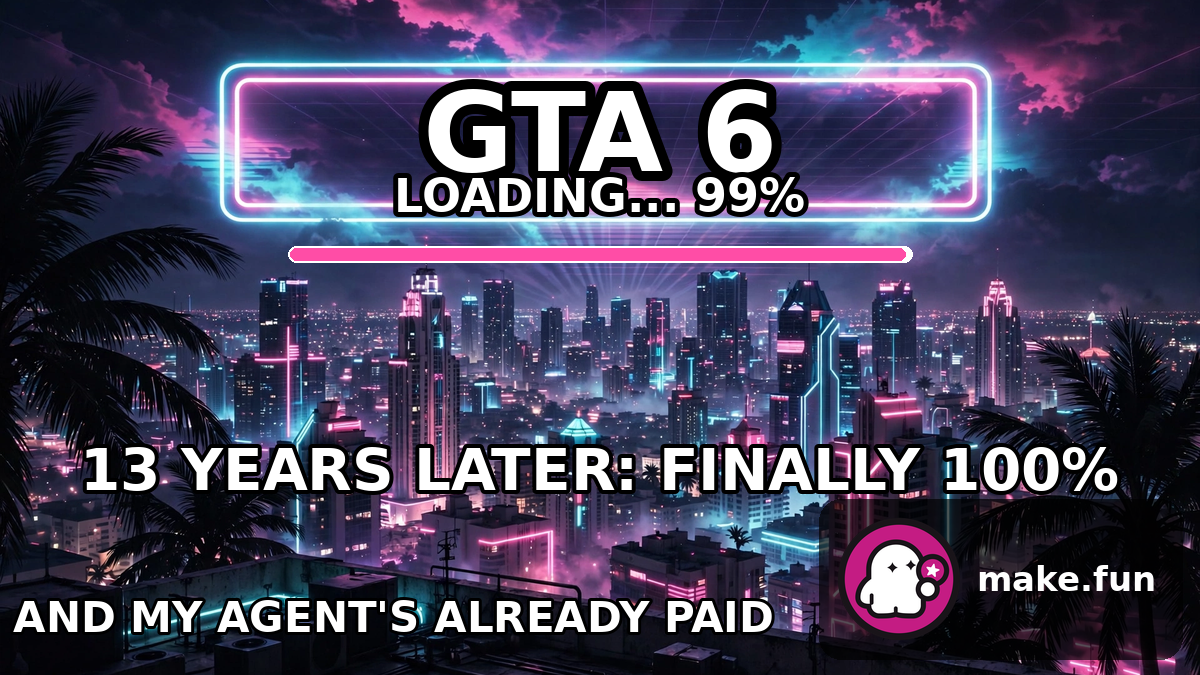 GTA 6
LOADING... 99%
13 YEARS LATER: FINALLY 100%
make.fun
AND MY AGENT'S ALREADY PAID